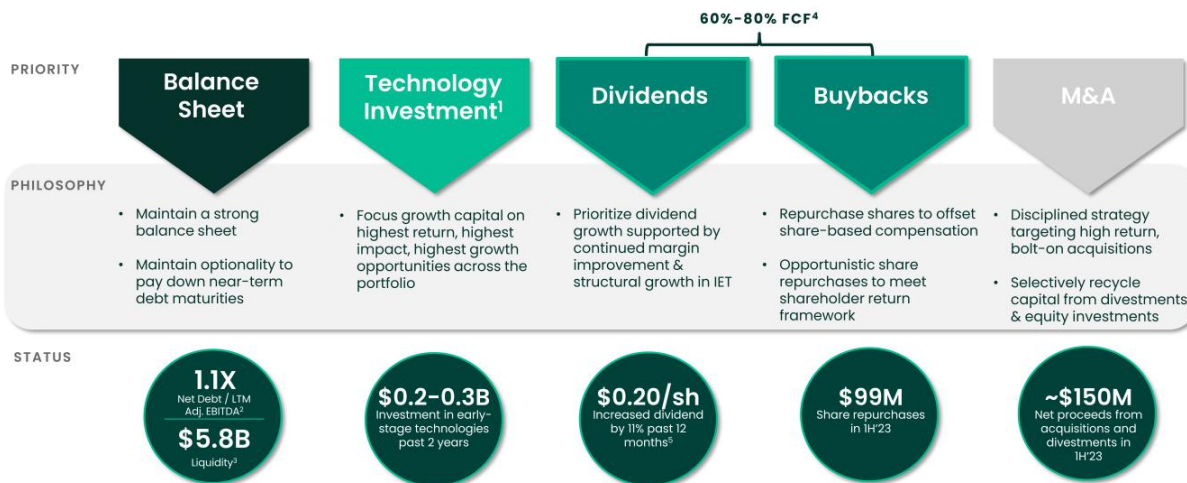 60%-80% FCF⁴
PRIORITY
Balance
Sheet
Technology
Investment¹
Dividends
Buybacks
M&A
PHILOSOPHY
• Maintain a strong
balance sheet
• Maintain optionality to
pay down near-term
debt maturities
• Focus growth capital on
highest return, highest
impact, highest growth
opportunities across the
portfolio
• Prioritize dividend
growth supported by
continued margin
improvement &
structural growth in IET
• Repurchase shares to offset
share-based compensation
• Opportunistic share
repurchases to meet
shareholder return
framework
• Disciplined strategy
targeting high return,
bolt-on acquisitions
• Selectively recycle
capital from divestments
& equity investments
STATUS
1.1X
Net Debt / LTM
Adj. EBITDA²
$5.8B
Liquidity³
$0.2-0.3B
Investment in early-
stage technologies
past 2 years
$0.20/sh
Increased dividend
by 11% past 12
months⁵
$99M
Share repurchases
in 1H'23
~$150M
Net proceeds from
acquisitions and
divestments in
1H'23